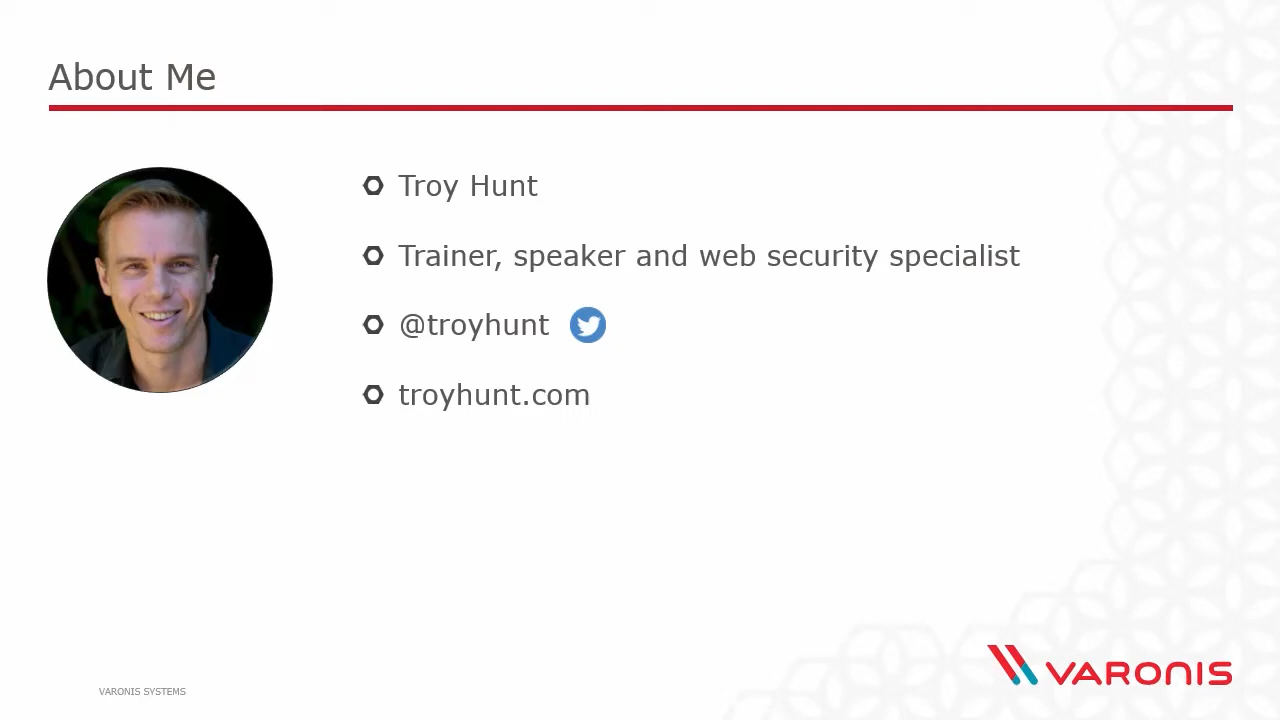 About Me
Troy Hunt
Trainer, speaker and web security specialist
@troyhunt
troyhunt.com
VARONIS SYSTEMS
VARONIS